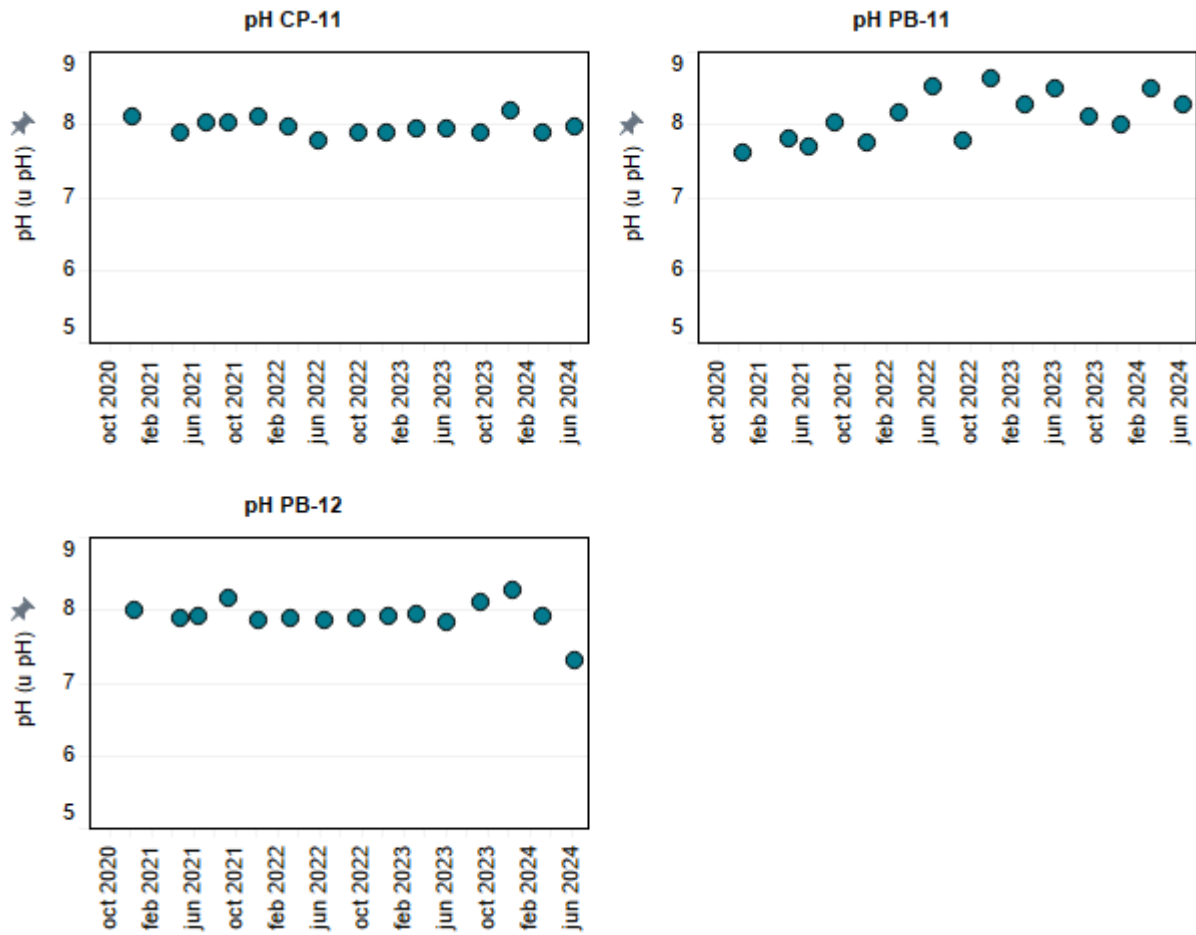 pH CP-11
pH (u pH)
9
8
7
6
5
oct 2020
feb 2021
jun 2021
oct 2021
feb 2022
jun 2022
oct 2022
feb 2023
jun 2023
oct 2023
feb 2024
jun 2024
pH PB-11
pH (u pH)
9
8
7
6
5
oct 2020
feb 2021
jun 2021
oct 2021
feb 2022
jun 2022
oct 2022
feb 2023
jun 2023
oct 2023
feb 2024
jun 2024
pH PB-12
pH (u pH)
9
8
7
6
5
oct 2020
feb 2021
jun 2021
oct 2021
feb 2022
jun 2022
oct 2022
feb 2023
jun 2023
oct 2023
feb 2024
jun 2024